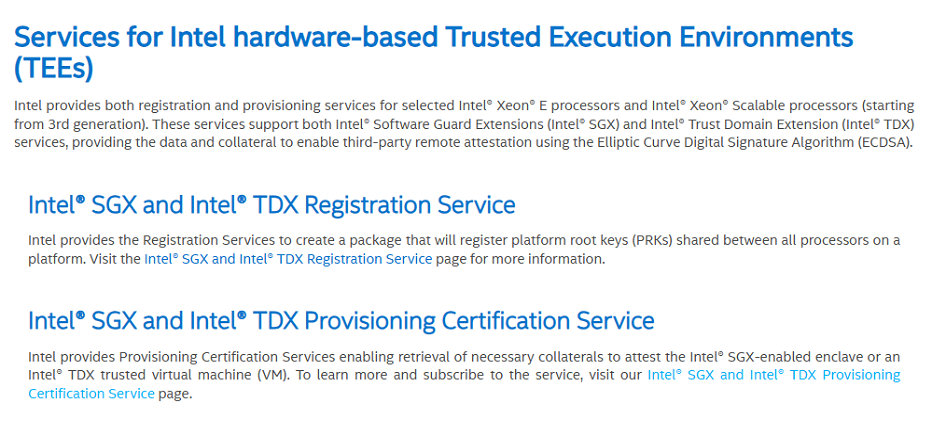 Services for Intel hardware-based Trusted Execution Environments
(TEEs)
Intel provides both registration and provisioning services for selected Intel® Xeon® E processors and Intel® Xeon® Scalable processors (starting
from 3rd generation). These services support both Intel® Software Guard Extensions (Intel® SGX) and Intel® Trust Domain Extension (Intel® TDX)
services, providing the data and collateral to enable third-party remote attestation using the Elliptic Curve Digital Signature Algorithm (ECDSA).
Intel® SGX and Intel® TDX Registration Service
Intel provides the Registration Services to create a package that will register platform root keys (PRKs) shared between all processors on a
platform. Visit the Intel® SGX and Intel® TDX Registration Service page for more information.
Intel® SGX and Intel® TDX Provisioning Certification Service
Intel provides Provisioning Certification Services enabling retrieval of necessary collaterals to attest the Intel® SGX-enabled enclave or an
Intel® TDX trusted virtual machine (VM). To learn more and subscribe to the service, visit our Intel® SGX and Intel® TDX Provisioning
Certification Service page.